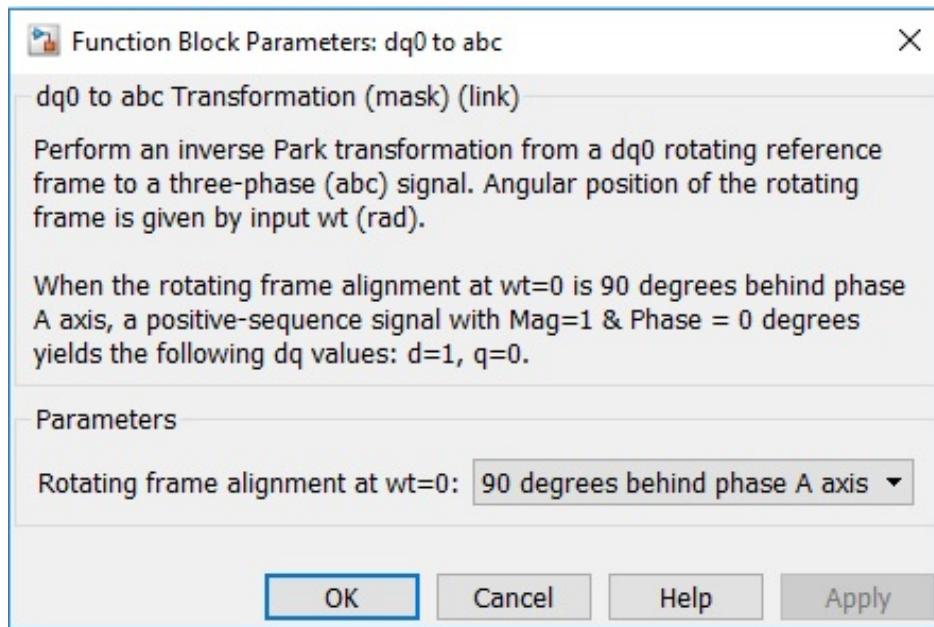 Function Block Parameters: dq0 to abc
dq0 to abc Transformation (mask) (link)
Perform an inverse Park transformation from a dq0 rotating reference
frame to a three-phase (abc) signal. Angular position of the rotating
frame is given by input wt (rad).
When the rotating frame alignment at wt=0 is 90 degrees behind phase
A axis, a positive-sequence signal with Mag=1 & Phase = 0 degrees
yields the following dq values: d=1, q=0.
Parameters
Rotating frame alignment at wt=0: 90 degrees behind phase A axis
OK Cancel Help Apply